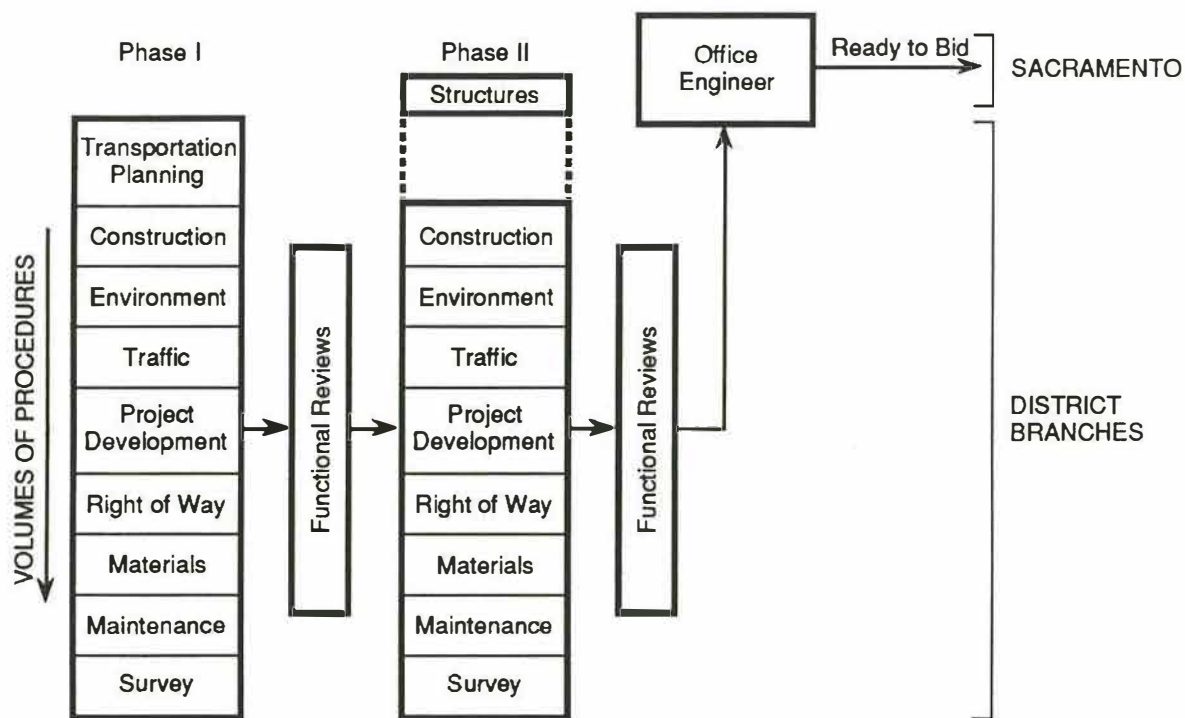 Phase I
Phase II
Office
Engineer
Ready to Bid
SACRAMENTO
Structures
Transportation
Planning
Construction
Environment
Traffic
Project
Development
Right of Way
Materials
Maintenance
Survey
VOLUMES OF PROCEDURES
Functional Reviews
Construction
Environment
Traffic
Project
Development
Right of Way
Materials
Maintenance
Survey
Functional Reviews
DISTRICT
BRANCHES